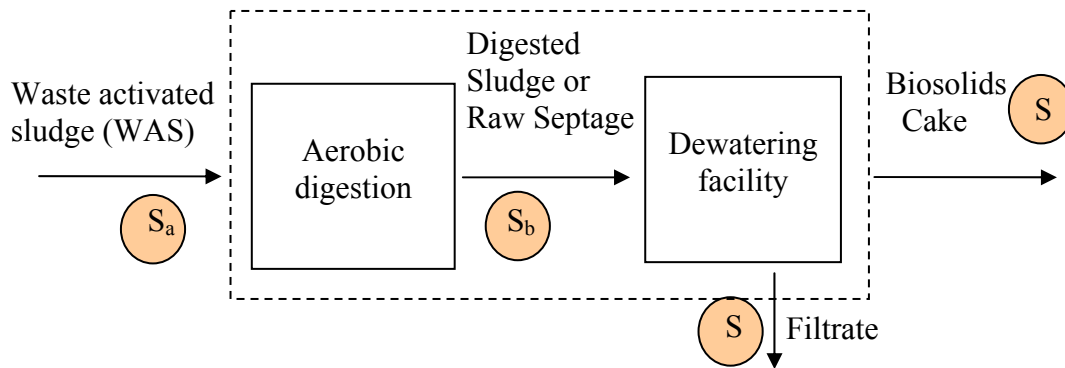 Waste activated
sludge (WAS)
Sa
Aerobic
digestion
Digested
Sludge or
Raw Septage
Sb
Dewatering
facility
Biosolids
Cake
S
S
Filtrate